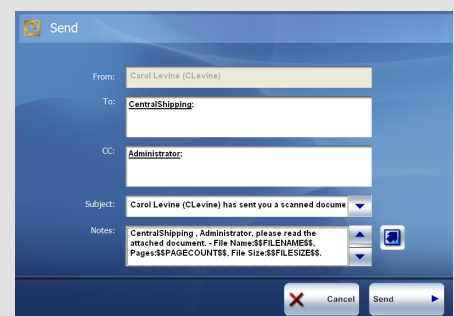 Send
From: Carol Levine (CLevine)
To: CentralShipping;
CC: Administrator;
Subject: Carol Levine (CLevine) has sent you a scanned docume
Notes: CentralShipping , Administrator, please read the
attached document. - File Name:$$FILENAME$$,
Pages:$$PAGECOUNT$$, File Size:$$FILESIZE$$.
Cancel Send